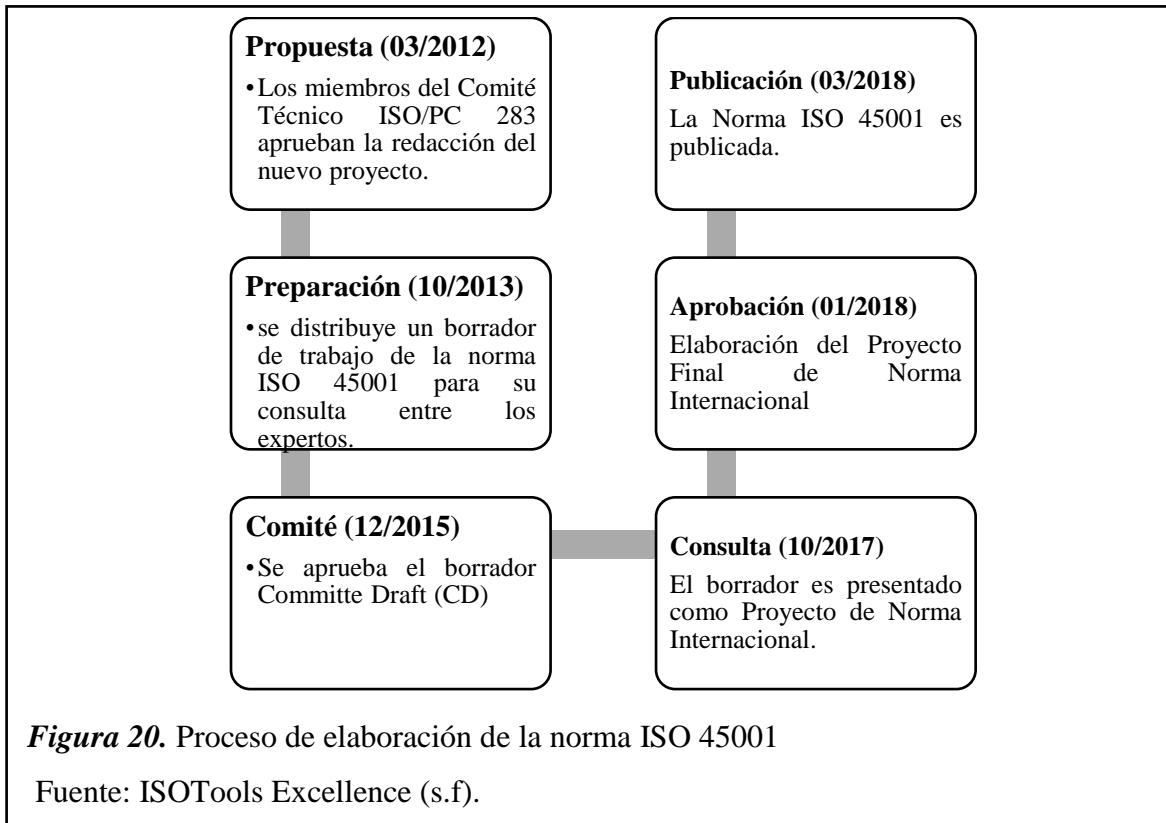 Propuesta (03/2012)
•Los miembros del Comité
Técnico ISO/PC 283
aprueban la redacción del
nuevo proyecto.
Preparación (10/2013)
•se distribuye un borrador
de trabajo de la norma
ISO 45001 para su
consulta entre los
expertos.
Comité (12/2015)
•Se aprueba el borrador
Committe Draft (CD)
Consulta (10/2017)
El borrador es presentado
como Proyecto de Norma
Internacional.
Aprobación (01/2018)
Elaboración del Proyecto
Final de Norma
Internacional
Publicación (03/2018)
La Norma ISO 45001 es
publicada.
Figura 20. Proceso de elaboración de la norma ISO 45001
Fuente: ISOTools Excellence (s.f).